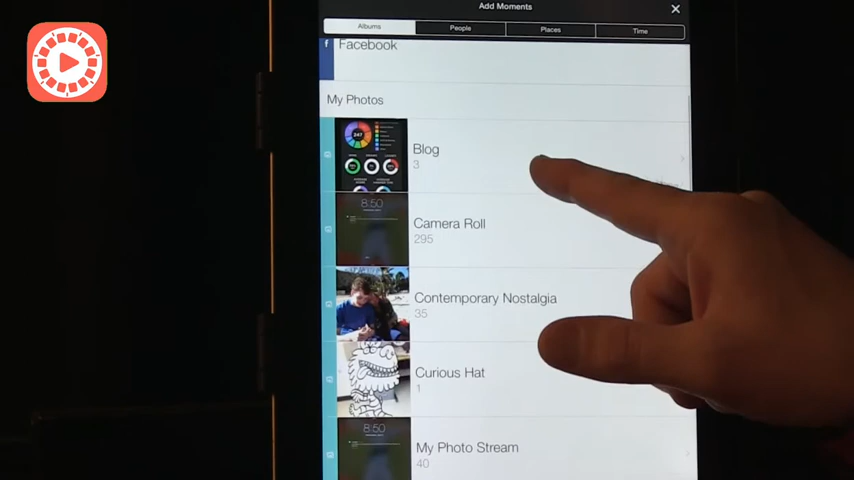 Add Moments
Albums
People
Places
Time
f
Facebook
My Photos
247
Blog
3
8:50
Camera Roll
295
Contemporary Nostalgia
35
Curious Hat
1
8:50
My Photo Stream
40